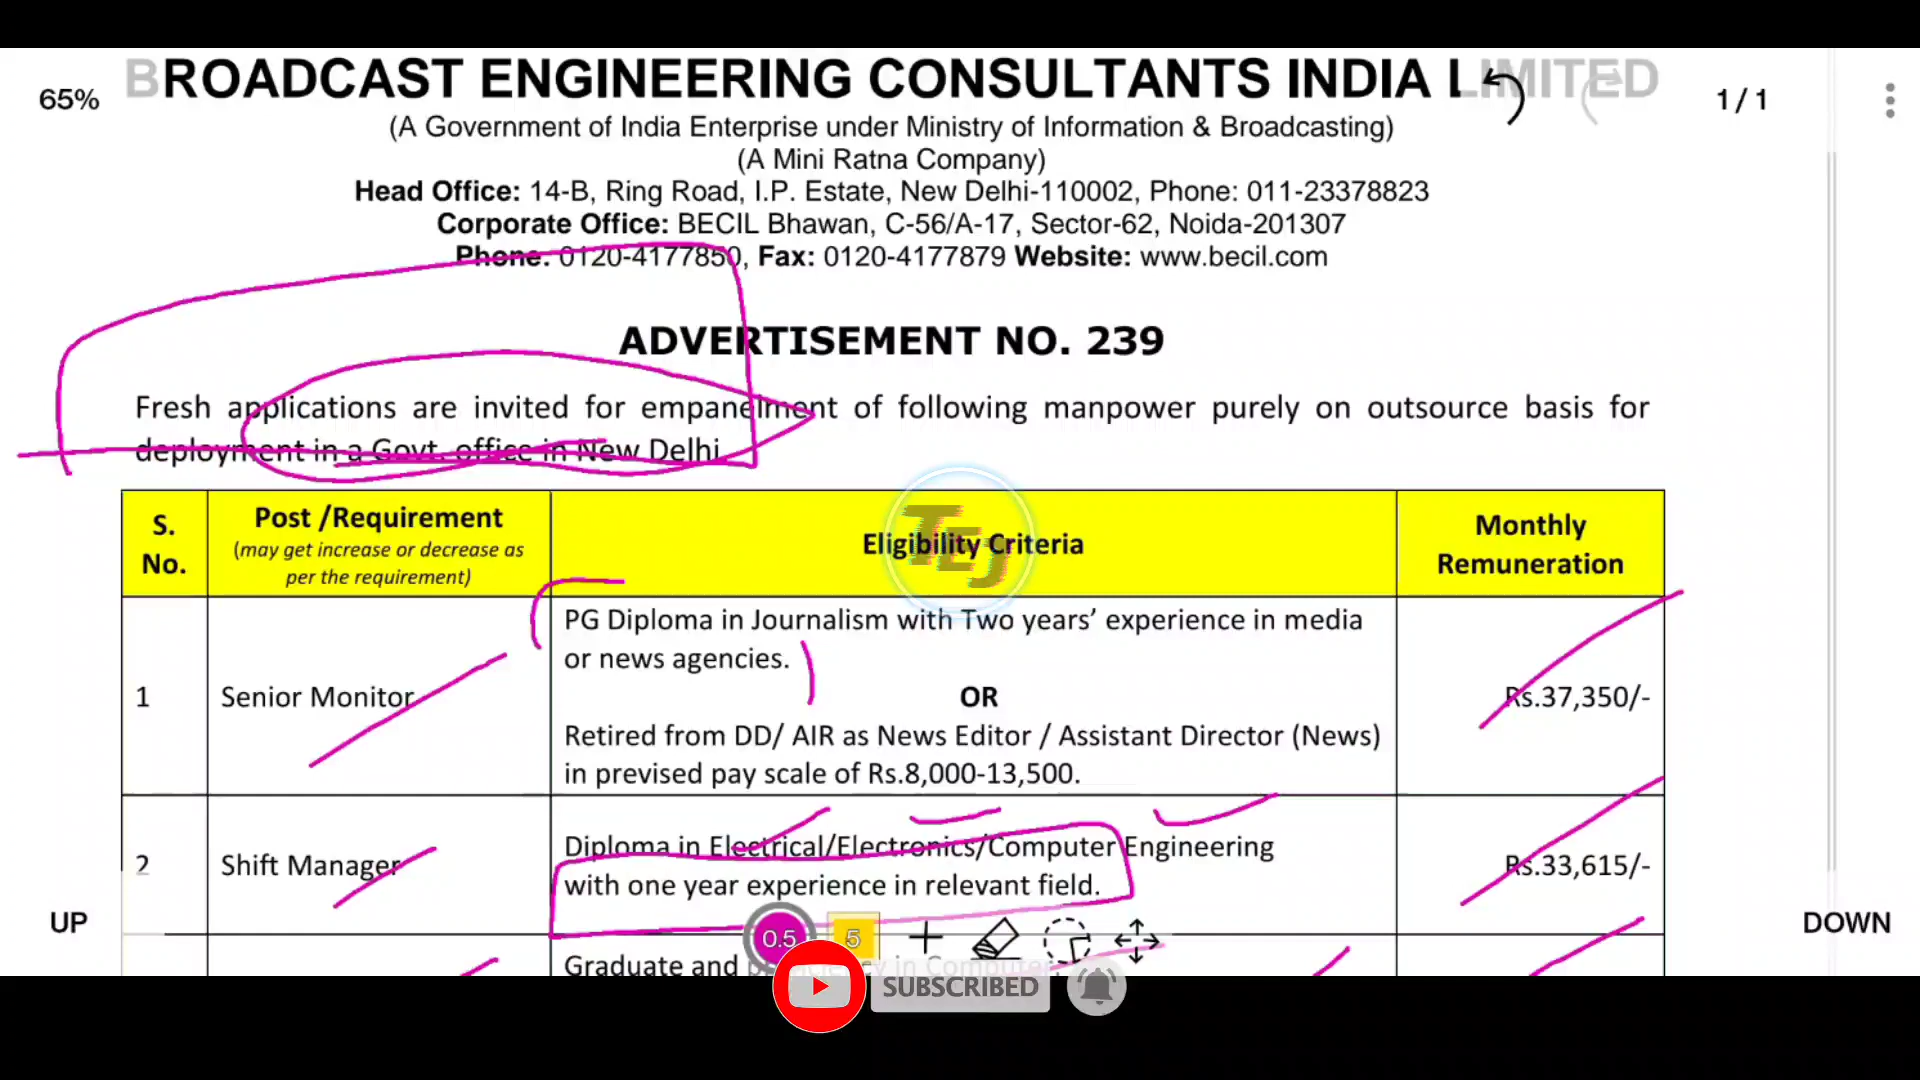 65%
BROADCAST ENGINEERING CONSULTANTS INDIA LIMITED
1 / 1
(A Government of India Enterprise under Ministry of Information & Broadcasting)
(A Mini Ratna Company)
Head Office: 14-B, Ring Road, I.P. Estate, New Delhi-110002, Phone: 011-23378823
Corporate Office: BECIL Bhawan, C-56/A-17, Sector-62, Noida-201307
Phone: 0120-4177850, Fax: 0120-4177879 Website: www.becil.com
ADVERTISEMENT NO. 239
Fresh applications are invited for empanelment of following manpower purely on outsource basis for
deployment in a Govt. office in New Delhi.
S. No.
Post /Requirement
(may get increase or decrease as
per the requirement)
Eligibility Criteria
TEJ
Monthly
Remuneration
1
Senior Monitor
PG Diploma in Journalism with Two years’ experience in media
or news agencies.
OR
Retired from DD/ AIR as News Editor / Assistant Director (News)
in prevised pay scale of Rs.8,000-13,500.
Rs.37,350/-
2
Shift Manager
Diploma in Electrical/Electronics/Computer Engineering
with one year experience in relevant field.
Rs.33,615/-
UP
0.5
5
DOWN
Graduate and proficiency in Computer.
SUBSCRIBED